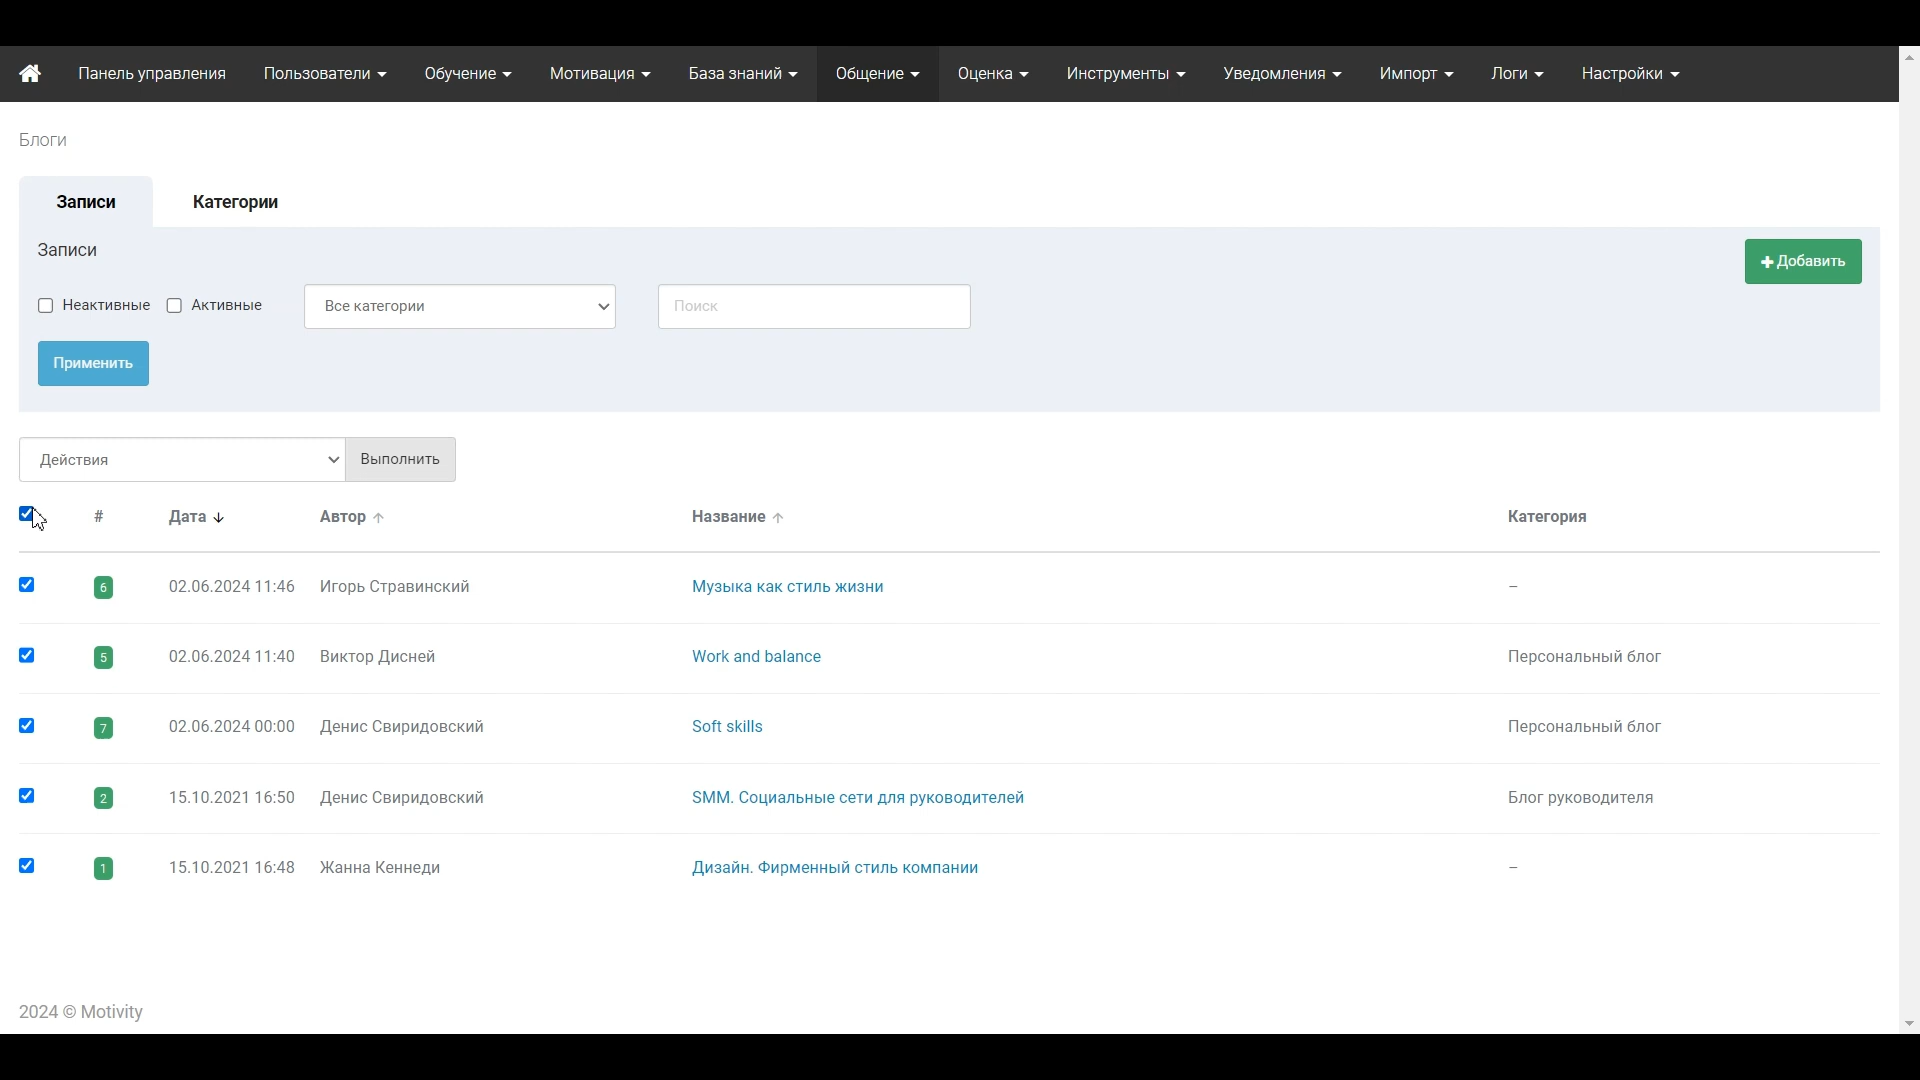 Панель управления Пользователи Обучение Мотивация База знаний Общение Оценка Инструменты Уведомления Импорт Логи Настройки
Блоги
Записи Категории
Записи
Добавить
Неактивные Активные Все категории Поиск
Применить
Действия Выполнить
# Дата Автор Название Категория
6 02.06.2024 11:46 Игорь Стравинский Музыка как стиль жизни –
5 02.06.2024 11:40 Виктор Дисней Work and balance Персональный блог
7 02.06.2024 00:00 Денис Свиридовский Soft skills Персональный блог
2 15.10.2021 16:50 Денис Свиридовский SMM. Социальные сети для руководителей Блог руководителя
1 15.10.2021 16:48 Жанна Кеннеди Дизайн. Фирменный стиль компании –
2024 © Motivity